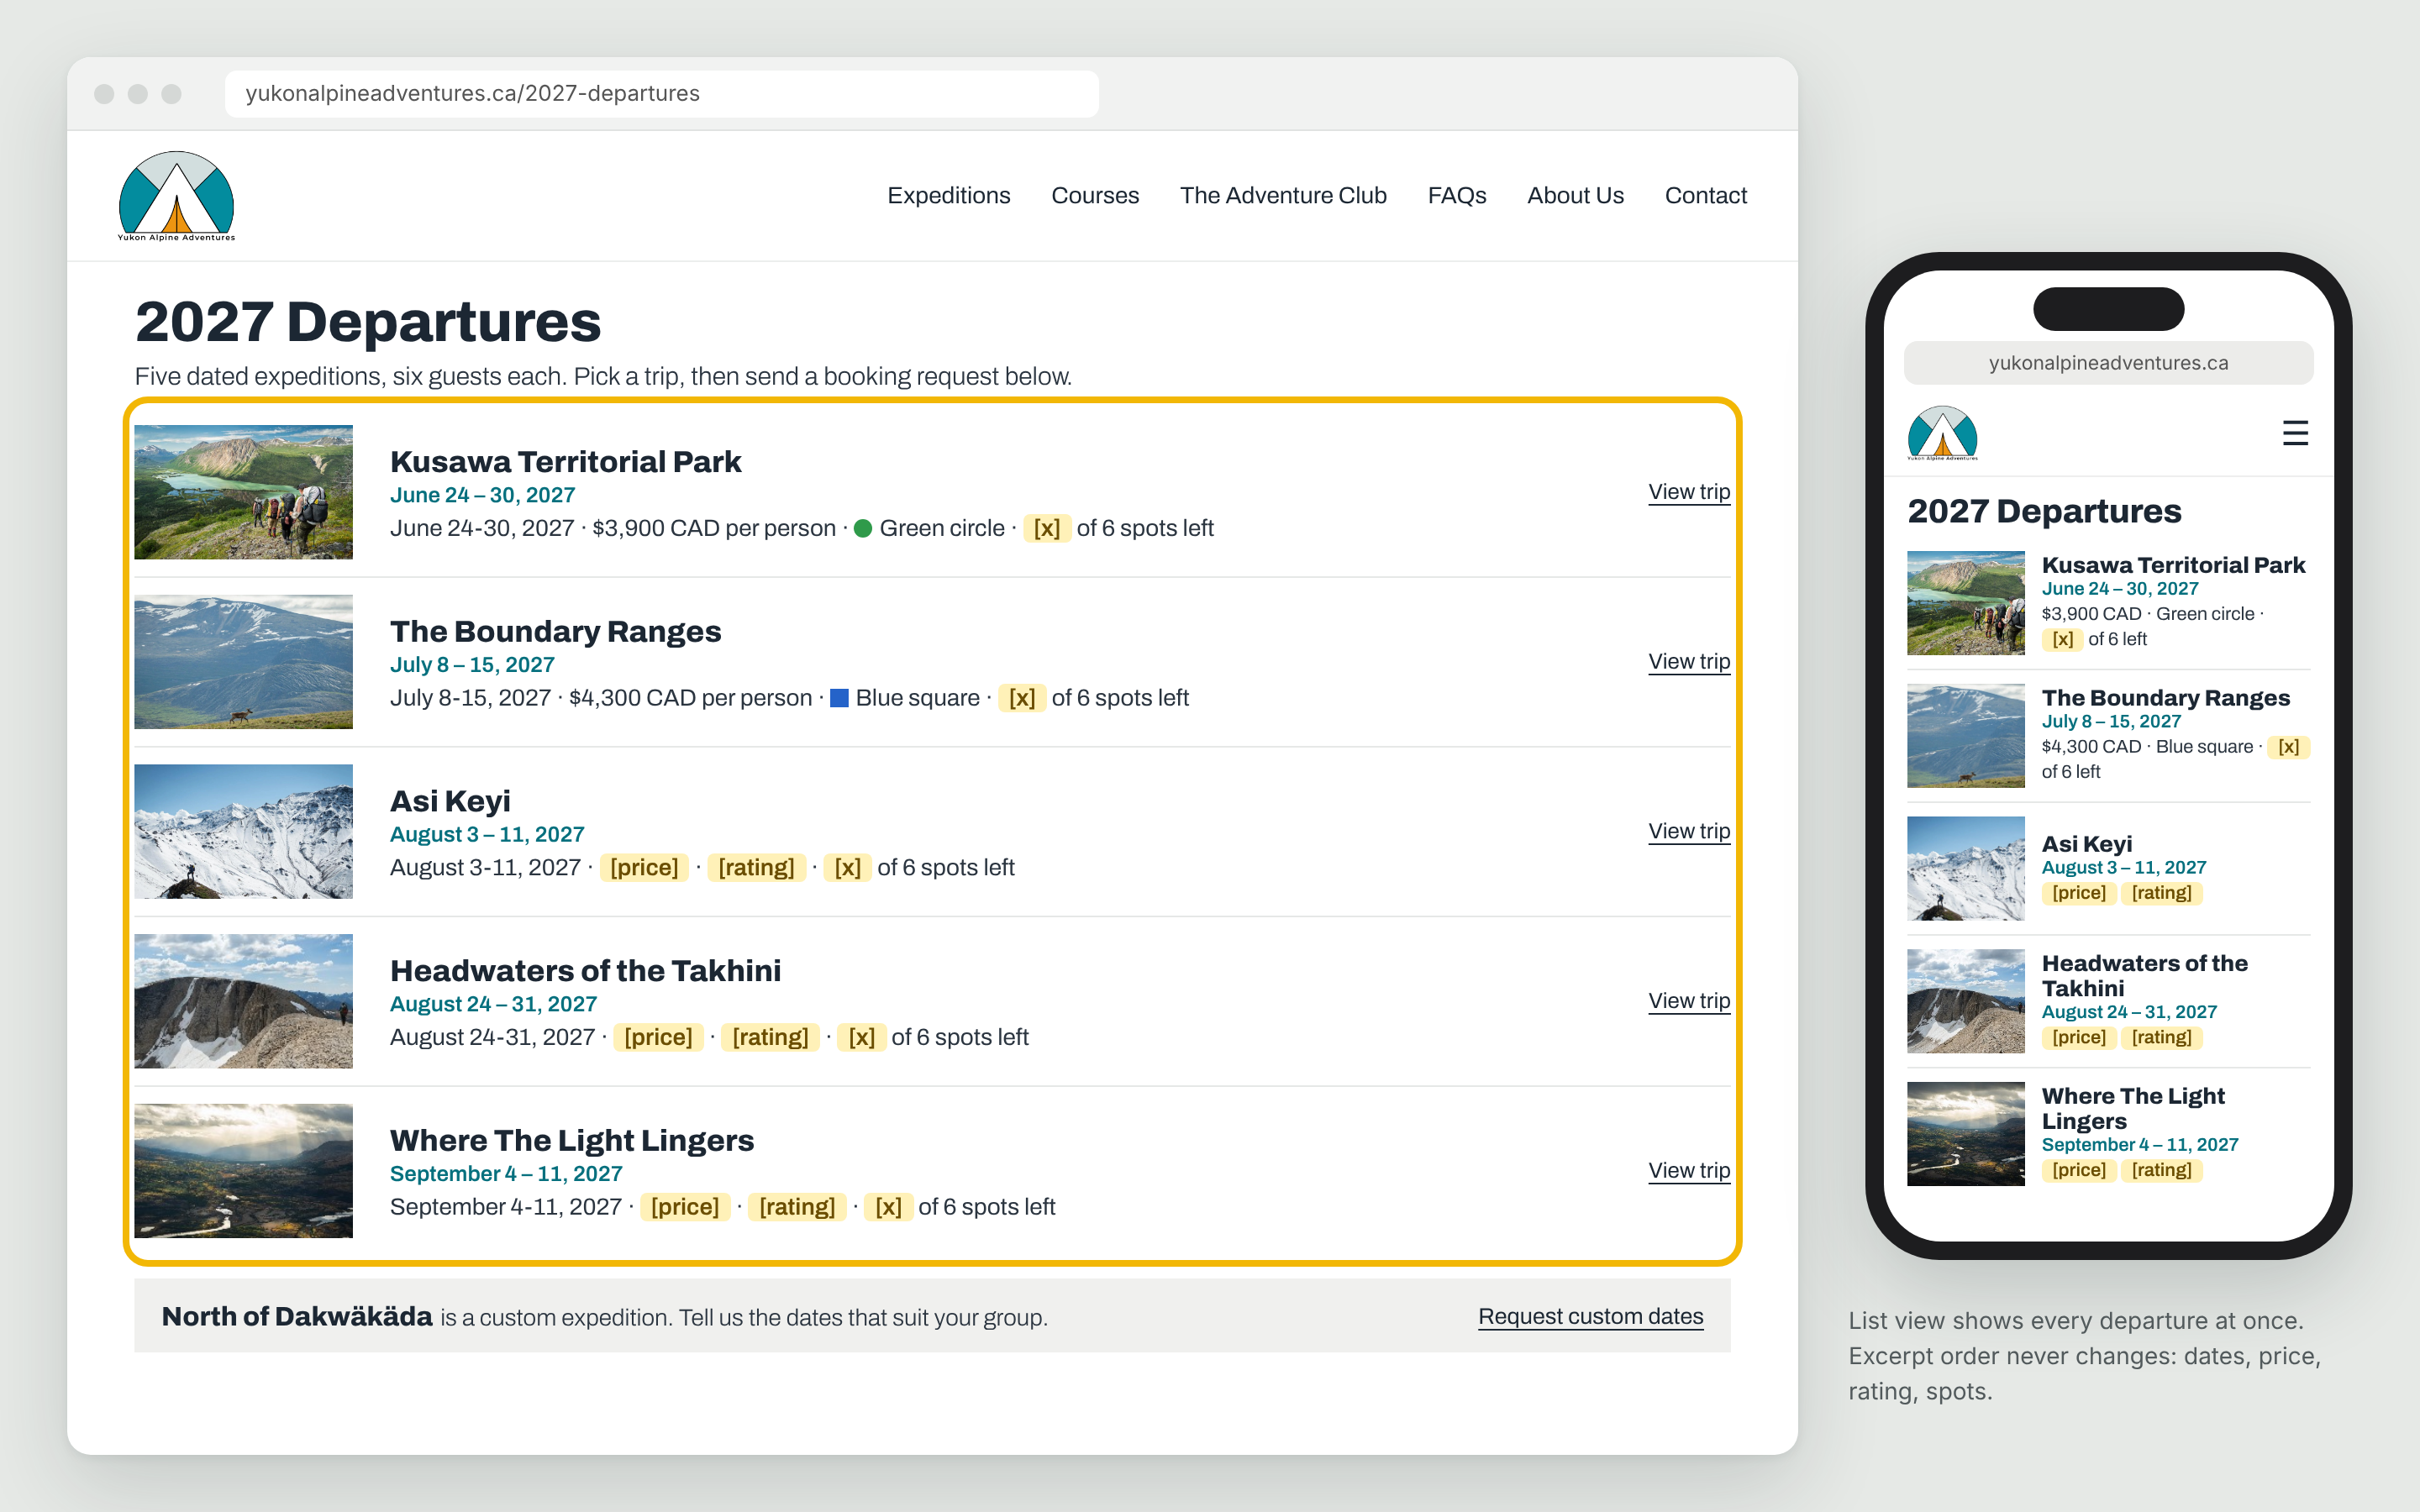 yukonalpineadventures.ca/2027-departures
Yukon Alpine Adventures
Expeditions Courses The Adventure Club FAQs About Us Contact
2027 Departures
Five dated expeditions, six guests each. Pick a trip, then send a booking request below.
Kusawa Territorial Park
June 24 – 30, 2027
June 24-30, 2027 · $3,900 CAD per person · Green circle · [x] of 6 spots left
View trip
The Boundary Ranges
July 8 – 15, 2027
July 8-15, 2027 · $4,300 CAD per person · Blue square · [x] of 6 spots left
View trip
Asi Keyi
August 3 – 11, 2027
August 3-11, 2027 · [price] · [rating] · [x] of 6 spots left
View trip
Headwaters of the Takhini
August 24 – 31, 2027
August 24-31, 2027 · [price] · [rating] · [x] of 6 spots left
View trip
Where The Light Lingers
September 4 – 11, 2027
September 4-11, 2027 · [price] · [rating] · [x] of 6 spots left
View trip
North of Dakwäkäda is a custom expedition. Tell us the dates that suit your group.
Request custom dates
yukonalpineadventures.ca
Yukon Alpine Adventures
2027 Departures
Kusawa Territorial Park
June 24 – 30, 2027
$3,900 CAD · Green circle ·
[x] of 6 left
The Boundary Ranges
July 8 – 15, 2027
$4,300 CAD · Blue square · [x]
of 6 left
Asi Keyi
August 3 – 11, 2027
[price] [rating]
Headwaters of the
Takhini
August 24 – 31, 2027
[price] [rating]
Where The Light
Lingers
September 4 – 11, 2027
[price] [rating]
List view shows every departure at once.
Excerpt order never changes: dates, price,
rating, spots.